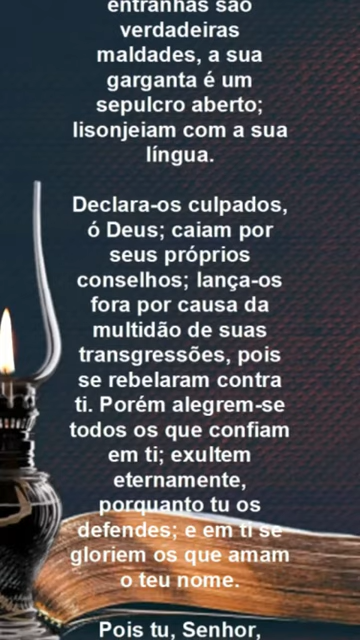 entranhas são
verdadeiras
maldades, a sua
garganta é um
sepulcro aberto;
lisonjeiam com a sua
língua.
Declara-os culpados,
ó Deus; caiam por
seus próprios
conselhos; lança-os
fora por causa da
multidão de suas
transgressões, pois
se rebelaram contra
ti. Porém alegrem-se
todos os que confiam
em ti; exultem
eternamente,
porquanto tu os
defendes; e em ti se
gloriem os que amam
o teu nome.
Pois tu, Senhor,